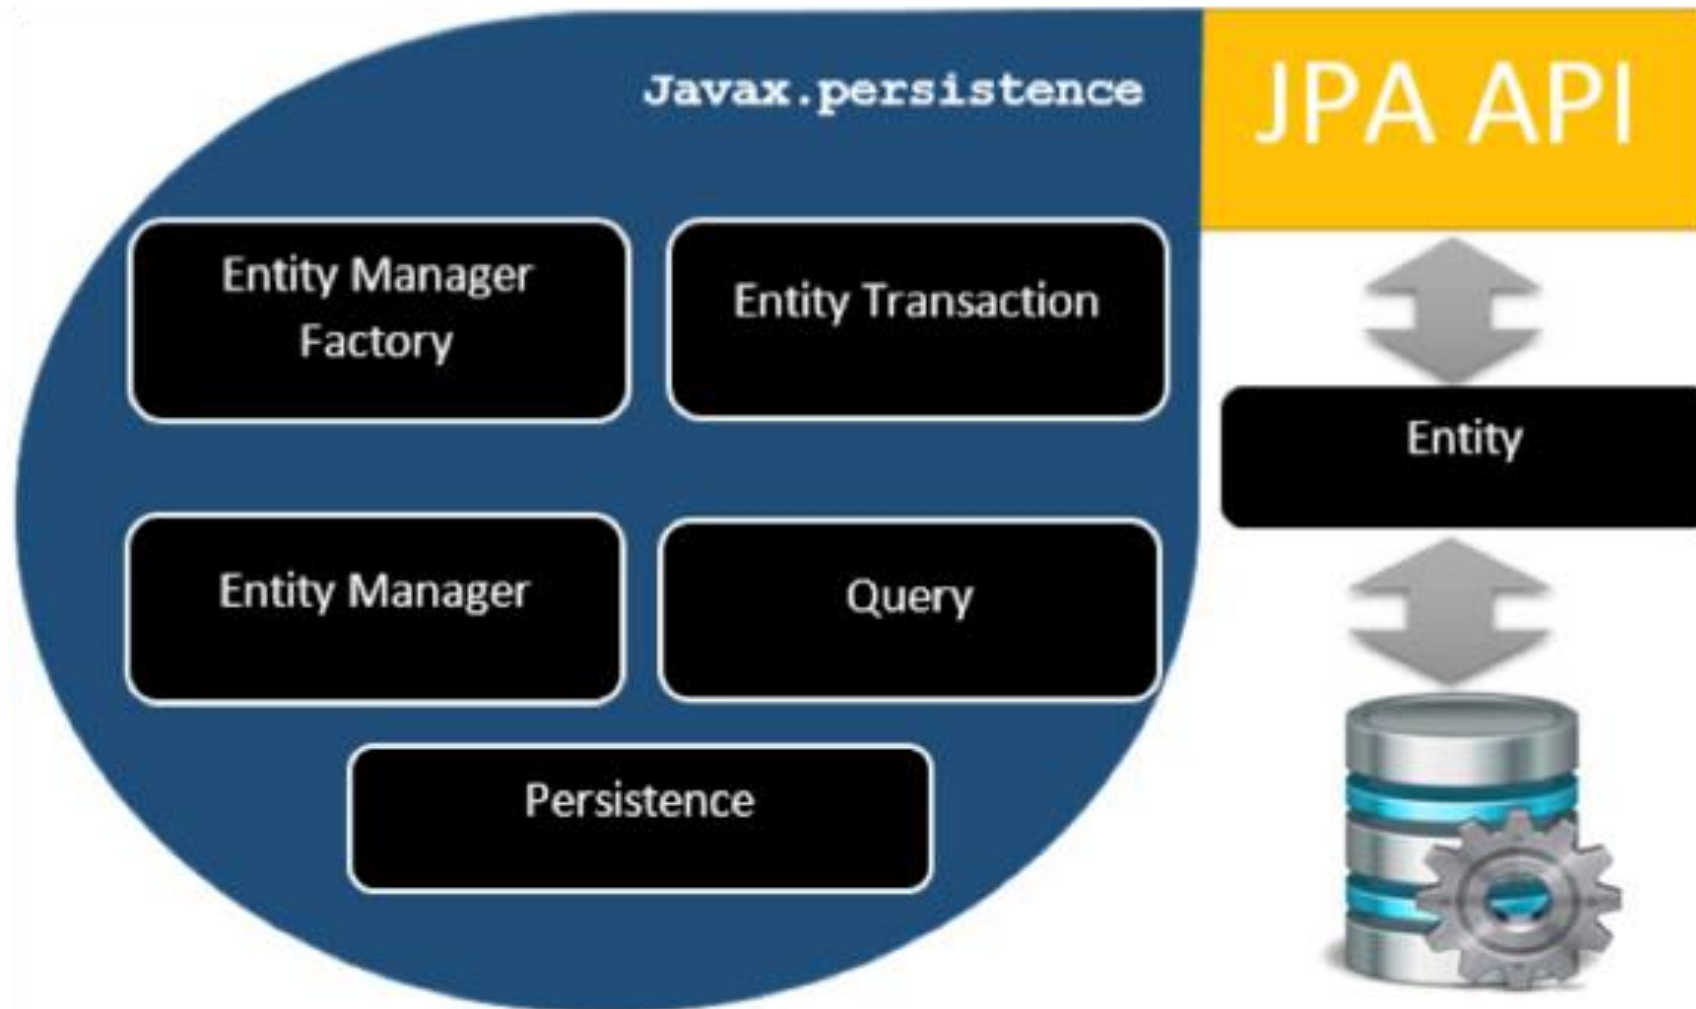 Javax.persistence
JPA API
Entity Manager
Factory
Entity Transaction
Entity
Entity Manager
Query
Persistence